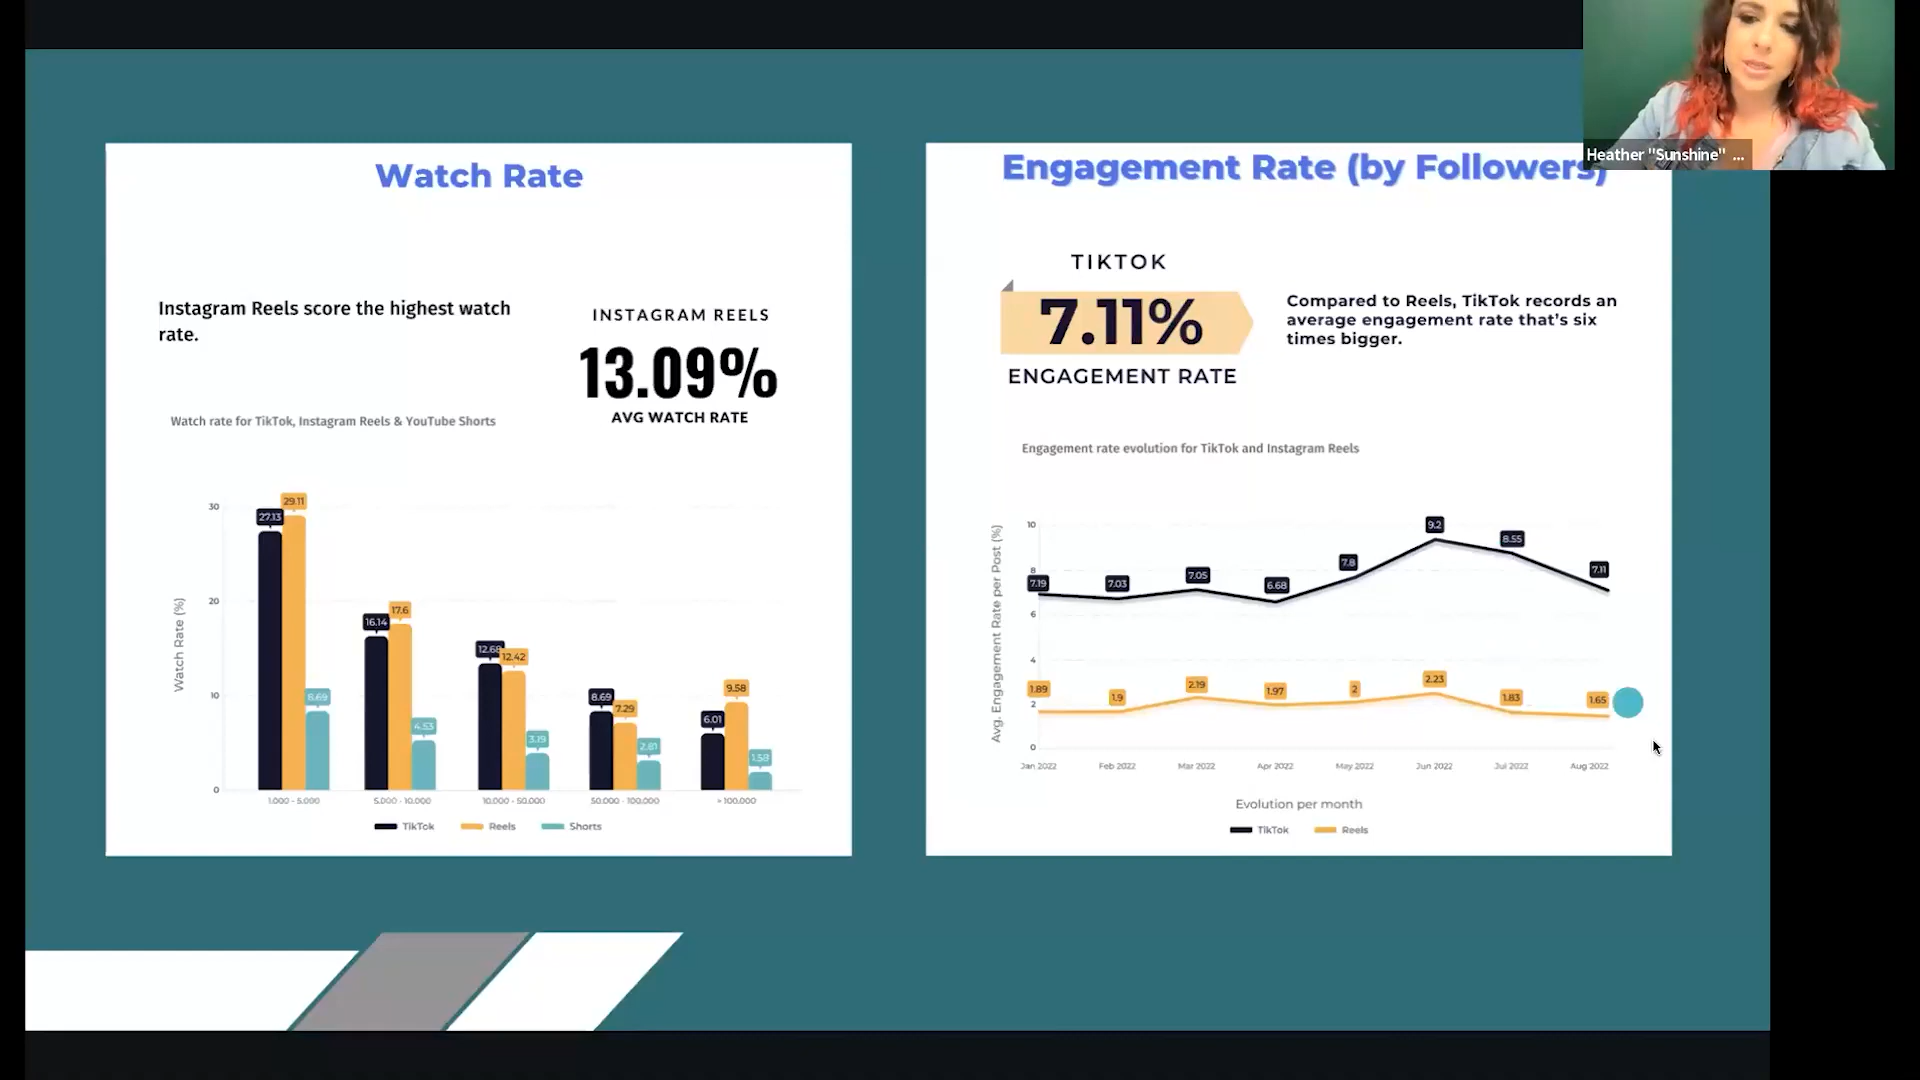 Heather "Sunshine" ...
Watch Rate
Instagram Reels score the highest watch
rate.
INSTAGRAM REELS
13.09%
AVG WATCH RATE
Watch rate for TikTok, Instagram Reels & YouTube Shorts
Watch Rate (%)
30
20
10
0
27.13
29.11
8.69
16.14
17.6
4.53
12.68
12.42
3.19
8.69
7.29
2.81
6.01
9.58
1.58
1.000 - 5.000
5.000 - 10.000
10.000 - 50.000
50.000 - 100.000
> 100.000
TikTok
Reels
Shorts
Engagement Rate (by Followers)
TIKTOK
7.11%
ENGAGEMENT RATE
Compared to Reels, TikTok records an
average engagement rate that's six
times bigger.
Engagement rate evolution for TikTok and Instagram Reels
Avg. Engagement Rate per Post (%)
10
8
6
4
2
0
7.19
7.03
7.05
6.68
7.8
9.2
8.55
7.11
1.89
1.9
2.19
1.97
2
2.23
1.83
1.65
Jan 2022
Feb 2022
Mar 2022
Apr 2022
May 2022
Jun 2022
Jul 2022
Aug 2022
Evolution per month
TikTok
Reels